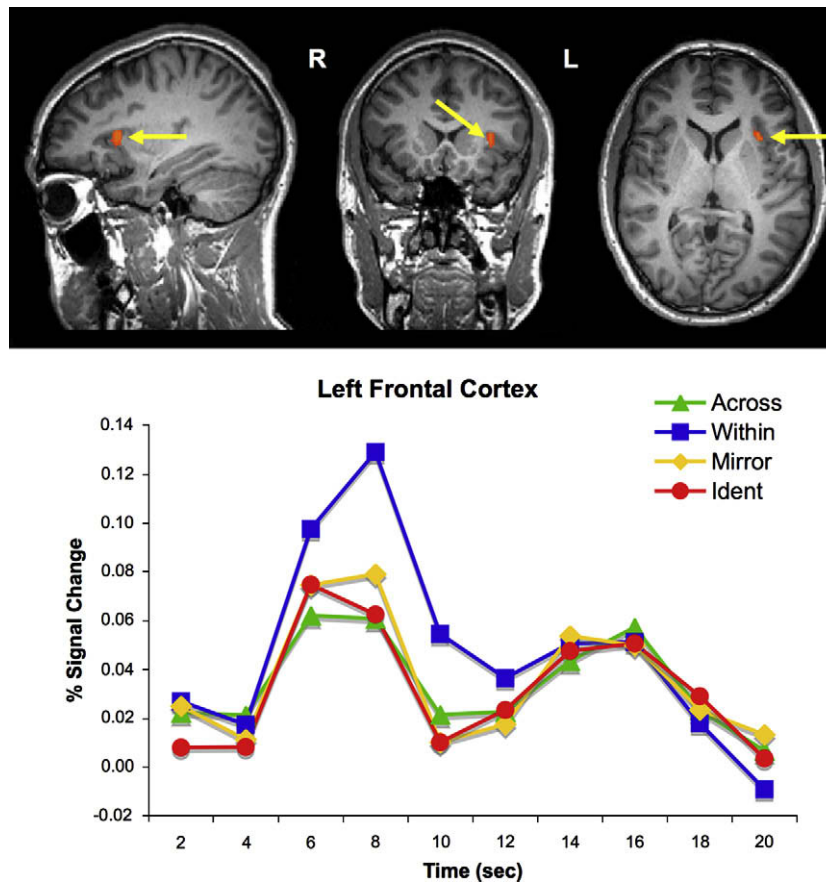 R
L
Left Frontal Cortex
Across
Within
Mirror
Ident
% Signal Change
0.14
0.12
0.10
0.08
0.06
0.04
0.02
0.00
-0.02
2 4 6 8 10 12 14 16 18 20
Time (sec)